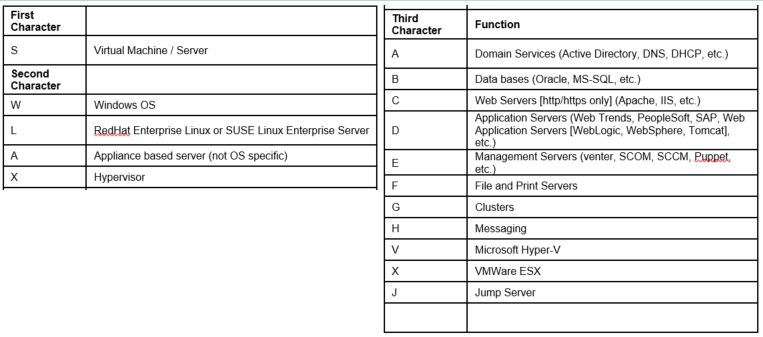 First
Character
S Virtual Machine / Server
Second
Character
W Windows OS
L RedHat Enterprise Linux or SUSE Linux Enterprise Server
A Appliance based server (not OS specific)
X Hypervisor
Third
Character Function
A Domain Services (Active Directory, DNS, DHCP, etc.)
B Data bases (Oracle, MS-SQL, etc.)
C Web Servers [http/https only] (Apache, IIS, etc.)
D Application Servers (Web Trends, PeopleSoft, SAP, Web
Application Servers [WebLogic, WebSphere, Tomcat],
etc.)
E Management Servers (venter, SCOM, SCCM, Puppet,
etc.)
F File and Print Servers
G Clusters
H Messaging
V Microsoft Hyper-V
X VMWare ESX
J Jump Server